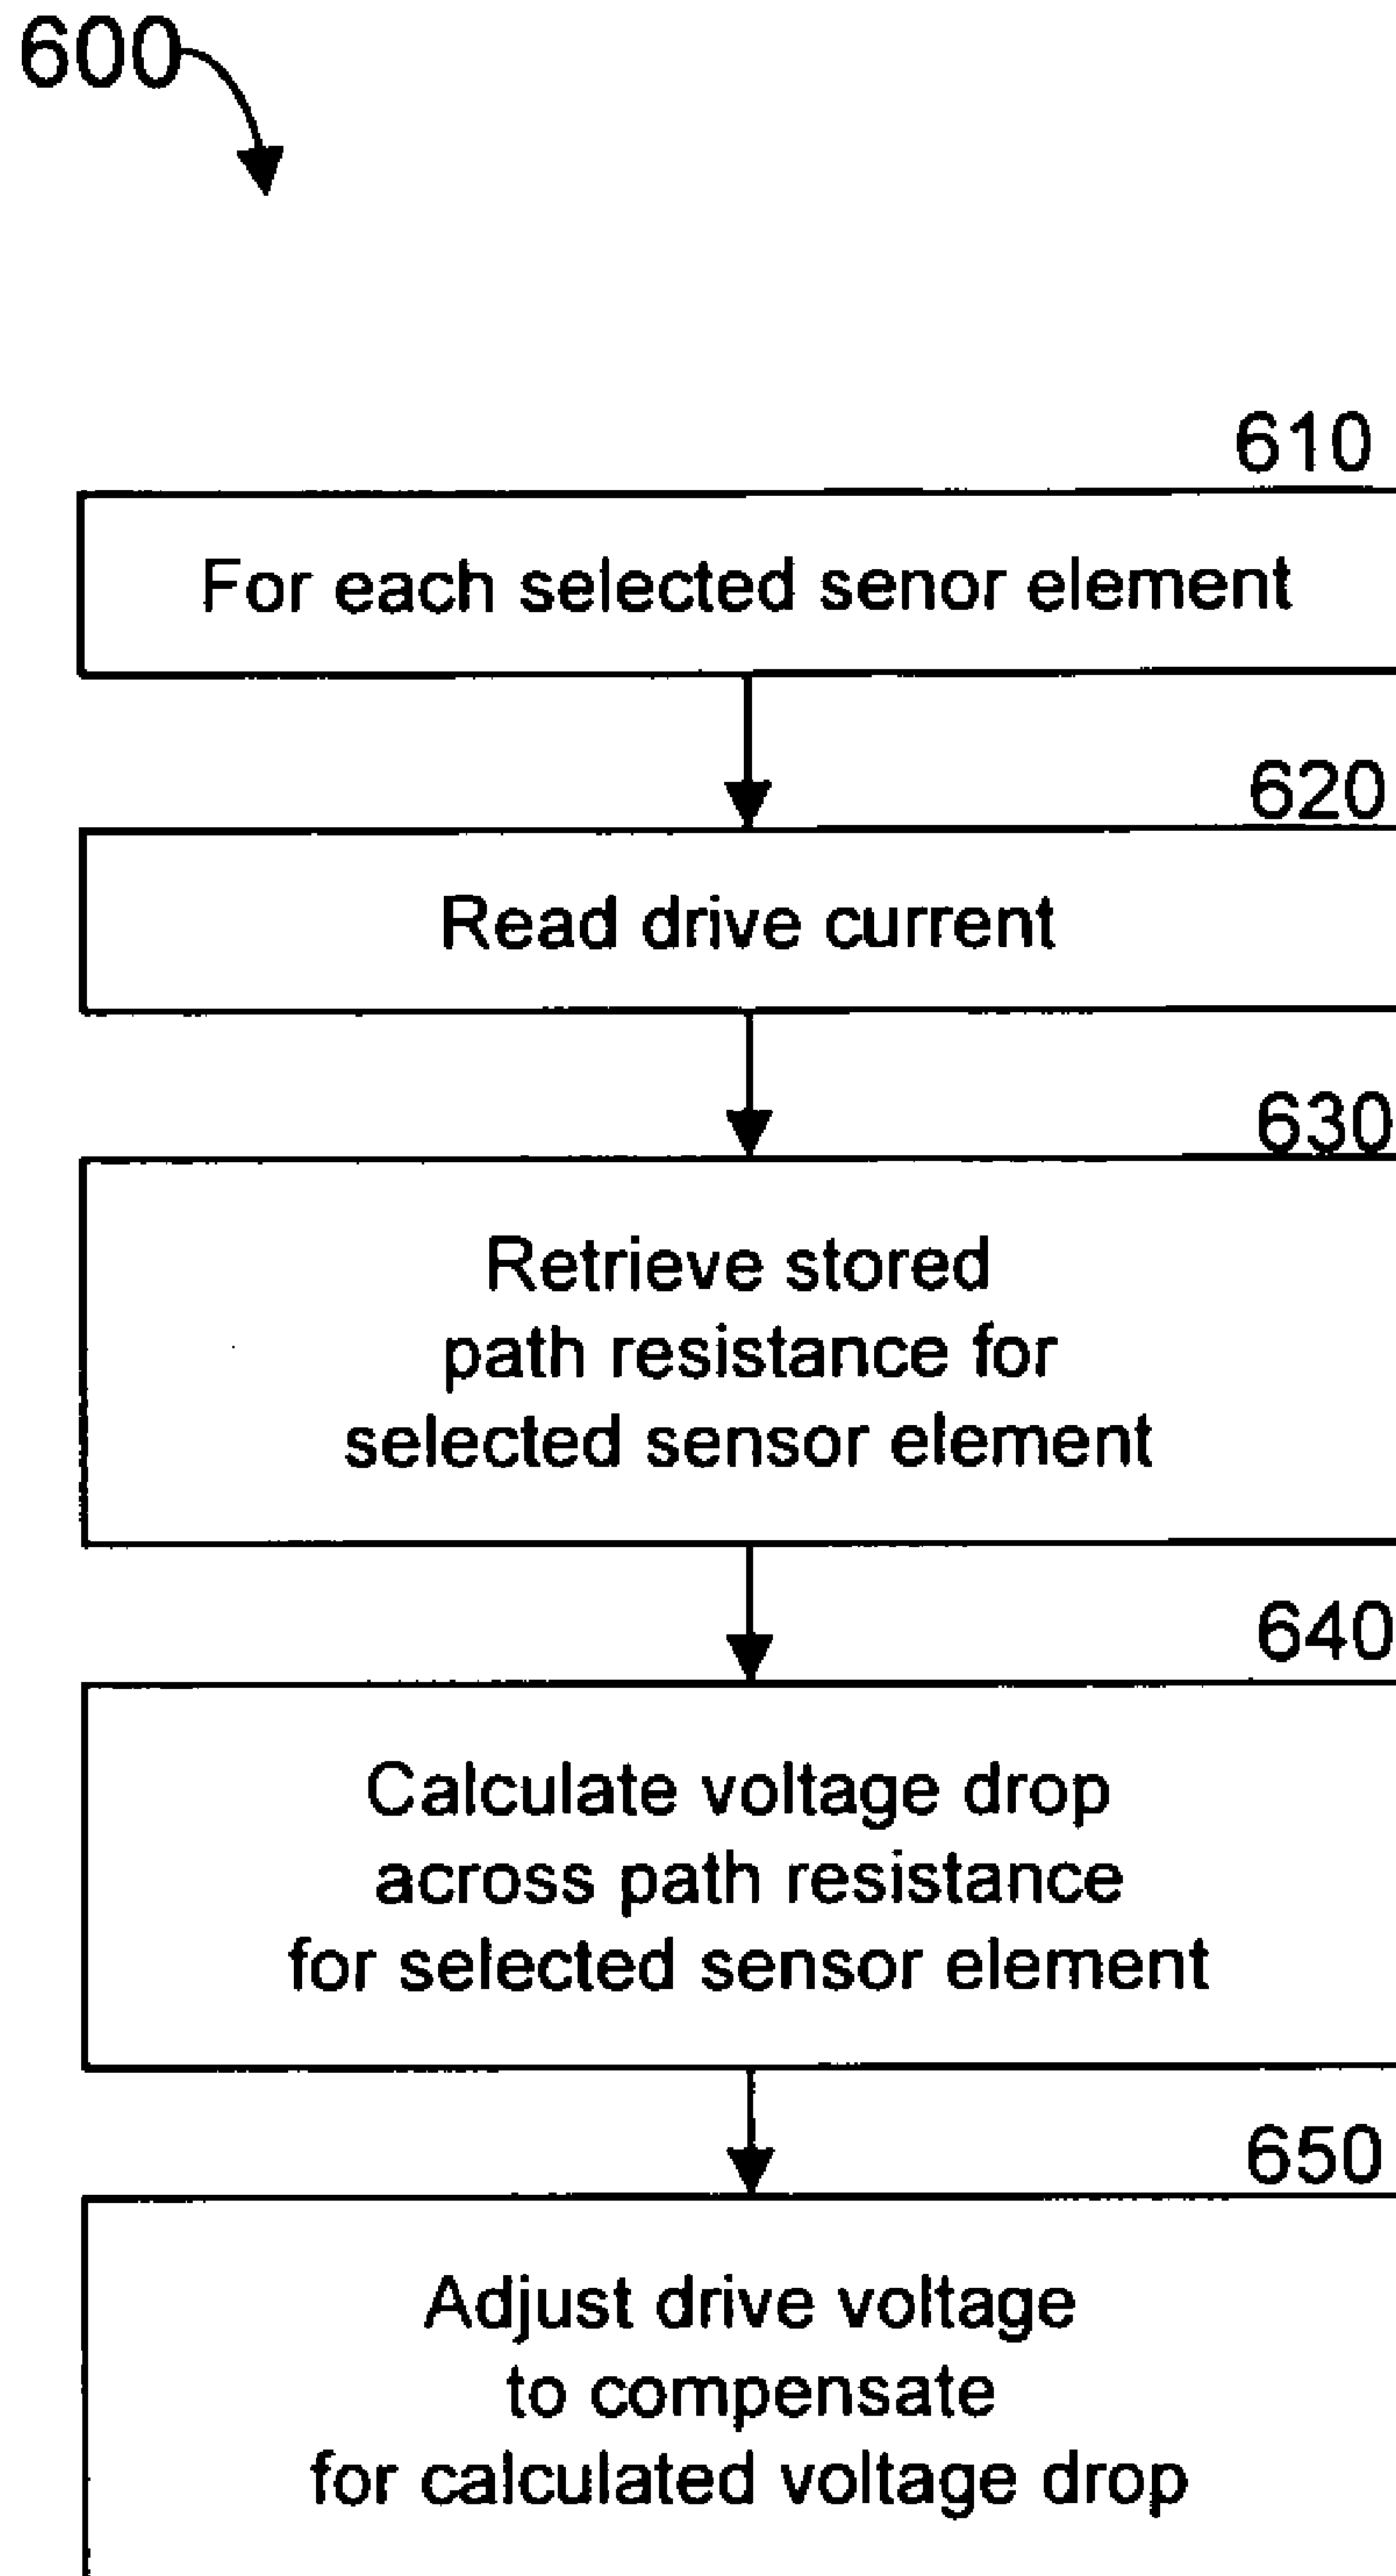 600
610
For each selected senor element
620
Read drive current
630
Retrieve stored
path resistance for
selected sensor element
640
Calculate voltage drop
across path resistance
for selected sensor element
650
Adjust drive voltage
to compensate
for calculated voltage drop